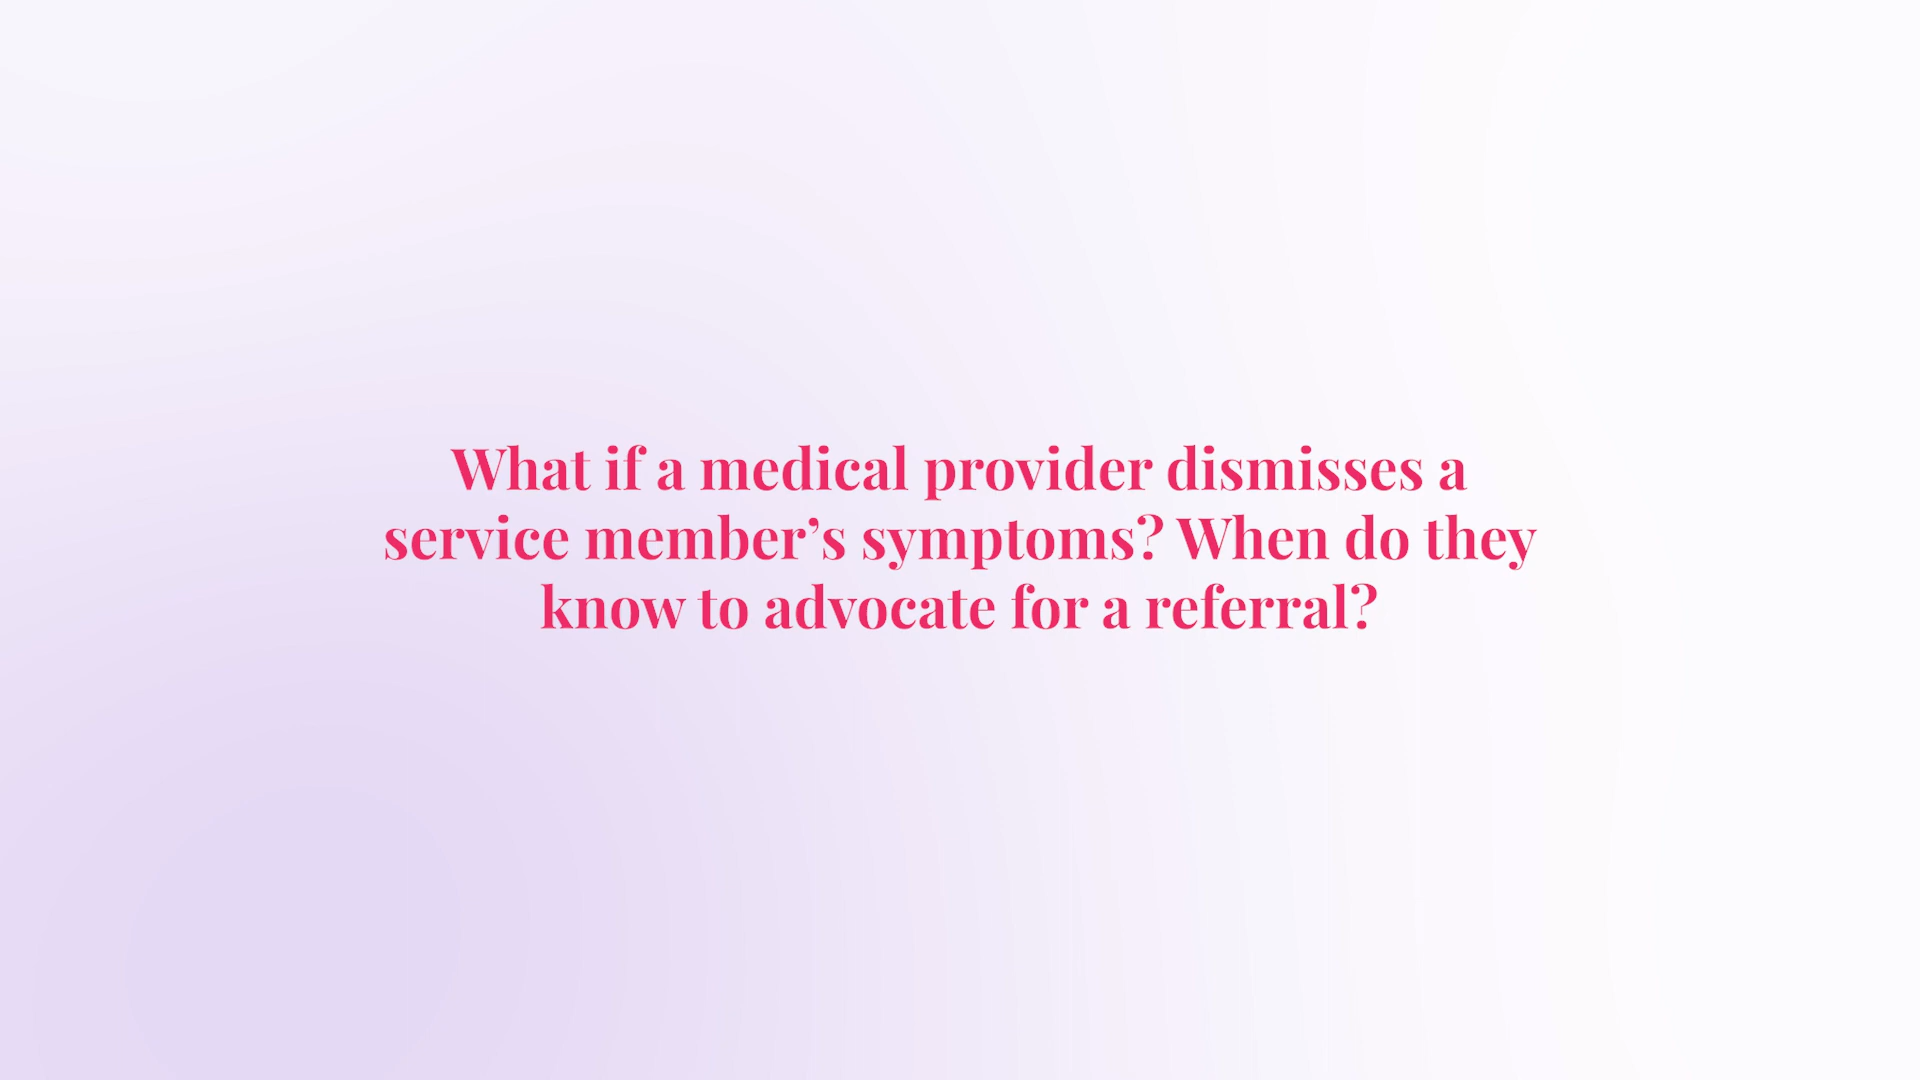 What if a medical provider dismisses a
service member’s symptoms? When do they
know to advocate for a referral?